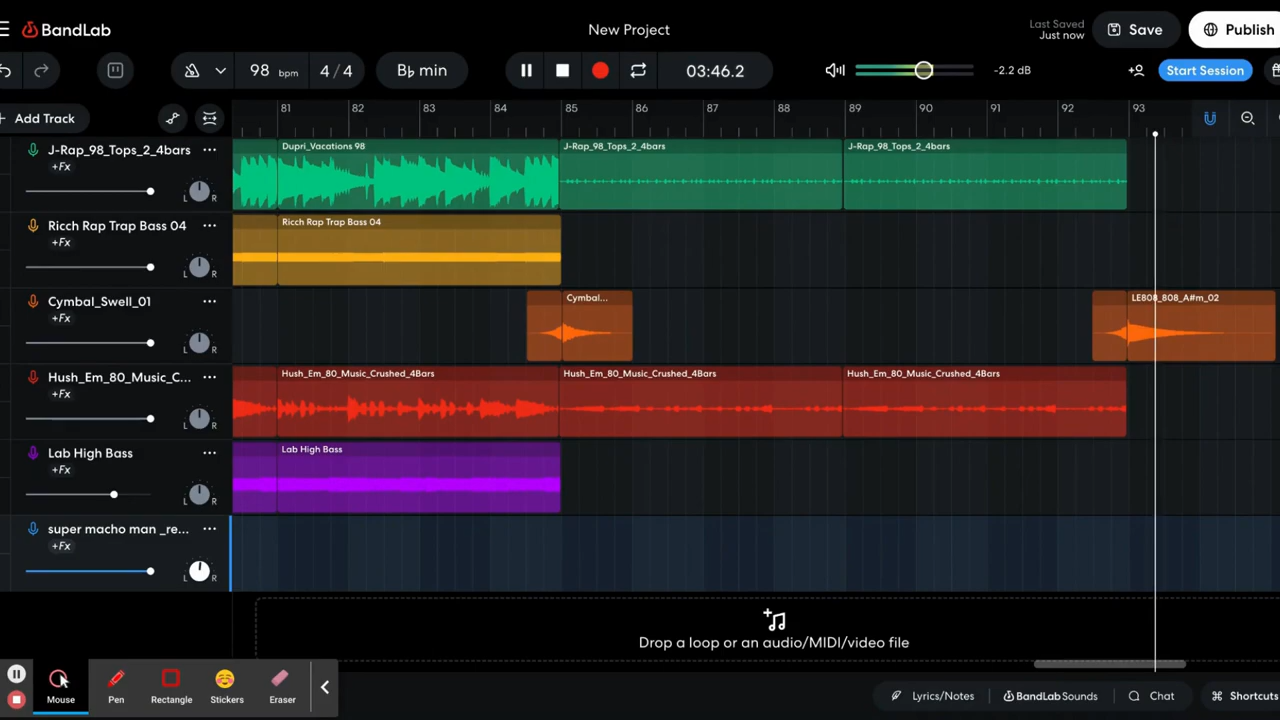 BandLab
New Project
Last Saved
Just now
Save
Publish
98 bpm
4/4
B♭ min
03:46.2
-2.2 dB
Start Session
+ Add Track
81 82 83 84 85 86 87 88 89 90 91 92 93
J-Rap_98_Tops_2_4bars
+Fx
L R
Dupri_Vacations 98
J-Rap_98_Tops_2_4bars
J-Rap_98_Tops_2_4bars
Ricch Rap Trap Bass 04
+Fx
L R
Ricch Rap Trap Bass 04
Cymbal_Swell_01
+Fx
L R
Cymbal...
LE808_808_A#m_02
Hush_Em_80_Music_C...
+Fx
L R
Hush_Em_80_Music_Crushed_4Bars
Hush_Em_80_Music_Crushed_4Bars
Hush_Em_80_Music_Crushed_4Bars
Lab High Bass
+Fx
L R
Lab High Bass
super macho man _re...
+Fx
L R
Drop a loop or an audio/MIDI/video file
Mouse
Pen
Rectangle
Stickers
Eraser
Lyrics/Notes
BandLab Sounds
Chat
Shortcuts